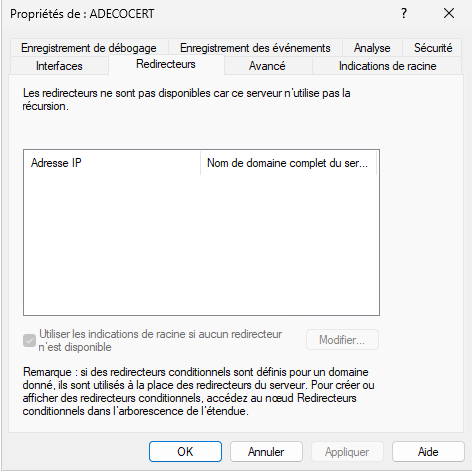 Propriétés de : ADECOCERT
Enregistrement de débogage Enregistrement des événements Analyse Sécurité
Interfaces Redirecteurs Avancé Indications de racine
Les redirecteurs ne sont pas disponibles car ce serveur n'utilise pas la
récursion.
Adresse IP Nom de domaine complet du ser...
Utiliser les indications de racine si aucun redirecteur
n'est disponible
Modifier...
Remarque : si des redirecteurs conditionnels sont définis pour un domaine
donné, ils sont utilisés à la place des redirecteurs du serveur. Pour créer ou
afficher des redirecteurs conditionnels, accédez au nœud Redirecteurs
conditionnels dans l'arborescence de l'étendue.
OK Annuler Appliquer Aide